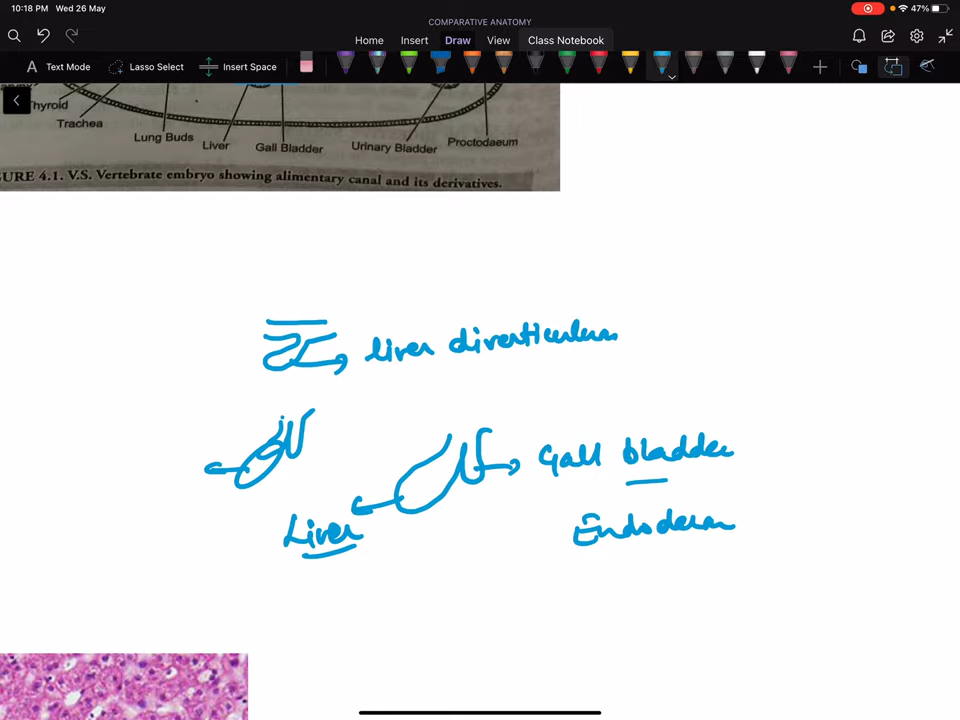 10:18 PM Wed 26 May
47%
COMPARATIVE ANATOMY
Home Insert Draw View Class Notebook
Text Mode Lasso Select Insert Space
Thyroid
Trachea
Lung Buds
Liver
Gall Bladder
Urinary Bladder
Proctodaeum
URE 4.1. V.S. Vertebrate embryo showing alimentary canal and its derivatives.
liver diverticulum
Gall bladder
Liver
Endoderm